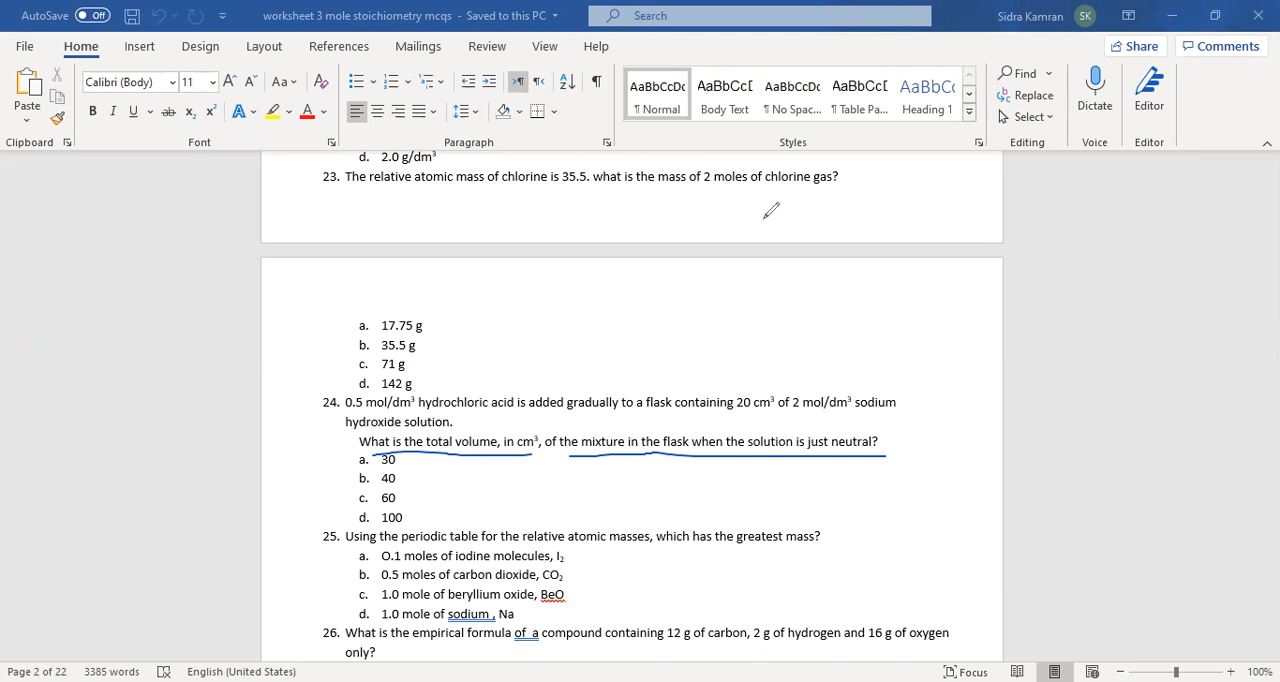 AutoSave Off worksheet 3 mole stoichiometry mcqs - Saved to this PC Search Sidra Kamran SK
File Home Insert Design Layout References Mailings Review View Help Share Comments
Calibri (Body) 11 A A Aa A AaBbCcDc AaBbCcD AaBbCcDc AaBbCcD AaBbC Find
Paste B I U ab x₂ x² A A ¶ Normal Body Text ¶ No Spac... ¶ Table Pa... Heading 1 Replace Dictate Editor
Select
Clipboard Font Paragraph Styles Editing Voice Editor
d. 2.0 g/dm³
23. The relative atomic mass of chlorine is 35.5. what is the mass of 2 moles of chlorine gas?
a. 17.75 g
b. 35.5 g
c. 71 g
d. 142 g
24. 0.5 mol/dm³ hydrochloric acid is added gradually to a flask containing 20 cm³ of 2 mol/dm³ sodium
hydroxide solution.
What is the total volume, in cm³, of the mixture in the flask when the solution is just neutral?
a. 30
b. 40
c. 60
d. 100
25. Using the periodic table for the relative atomic masses, which has the greatest mass?
a. O.1 moles of iodine molecules, I₂
b. 0.5 moles of carbon dioxide, CO₂
c. 1.0 mole of beryllium oxide, BeO
d. 1.0 mole of sodium , Na
26. What is the empirical formula of a compound containing 12 g of carbon, 2 g of hydrogen and 16 g of oxygen
only?
Page 2 of 22 3385 words English (United States) Focus 100%